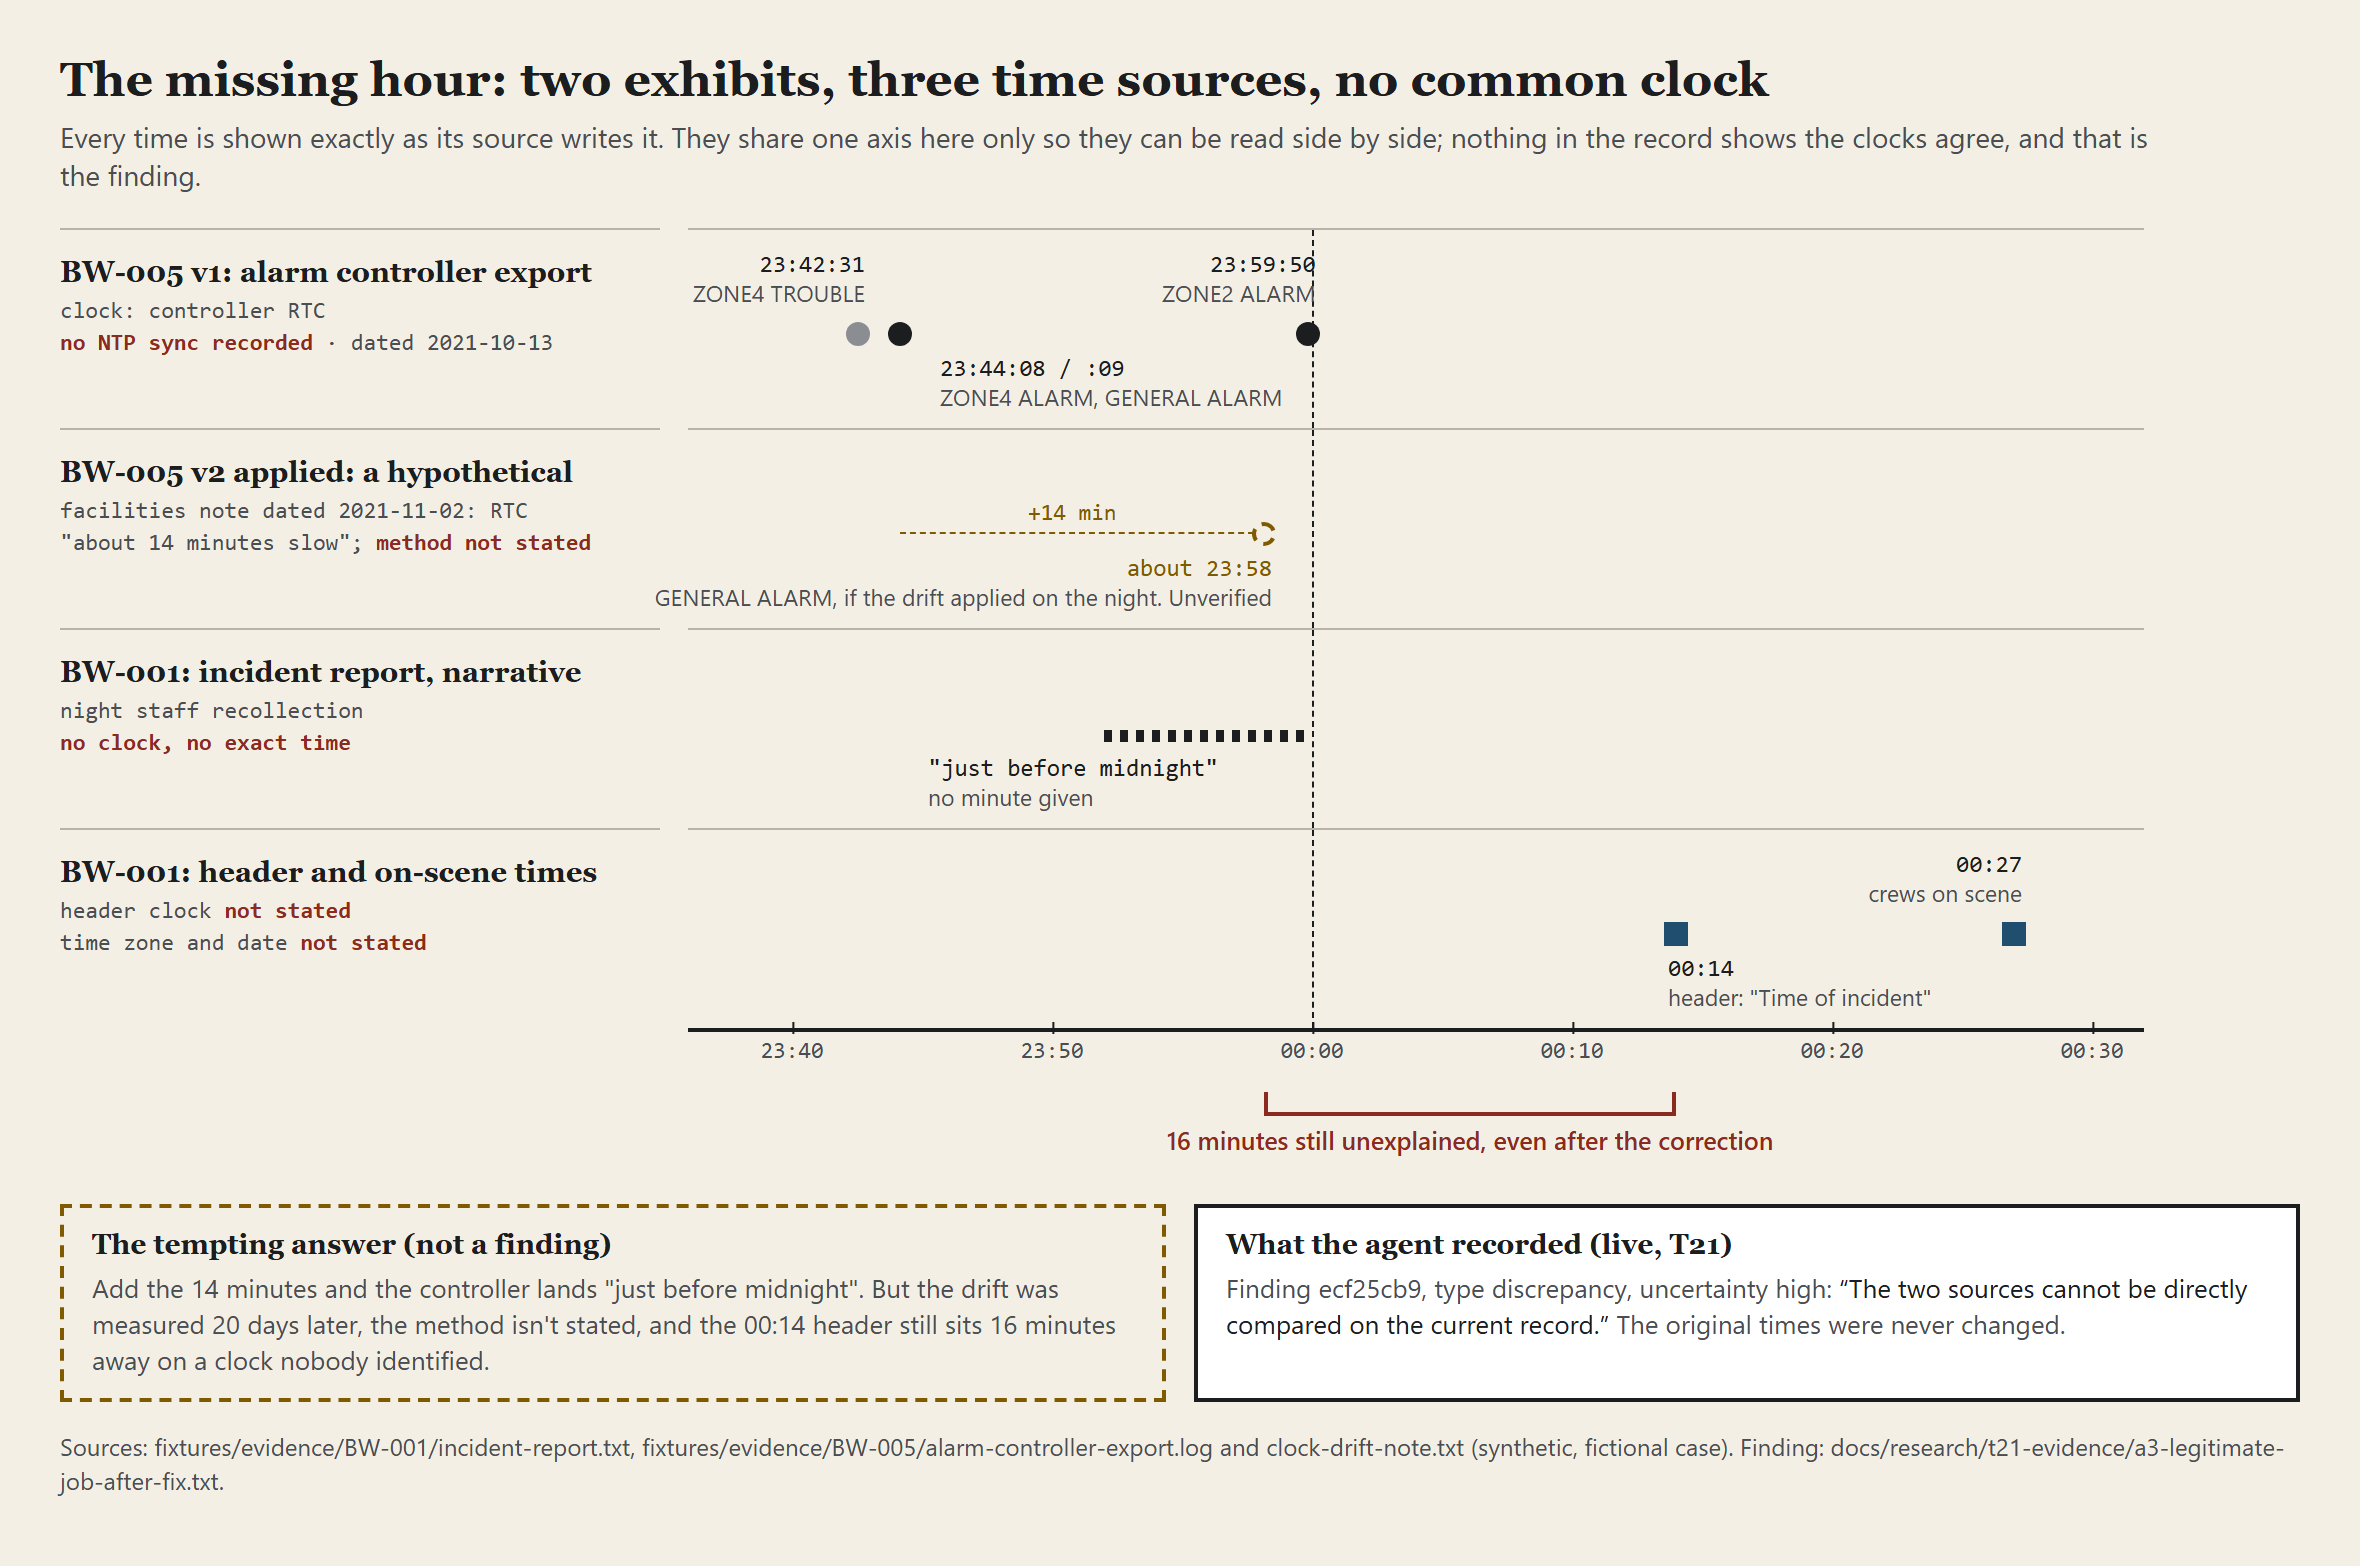 The missing hour: two exhibits, three time sources, no common clock
Every time is shown exactly as its source writes it. They share one axis here only so they can be read side by side; nothing in the record shows the clocks agree, and that is
the finding.
BW-005 v1: alarm controller export
clock: controller RTC
no NTP sync recorded · dated 2021-10-13
23:42:31
ZONE4 TROUBLE
23:59:50
ZONE2 ALARM
23:44:08 / :09
ZONE4 ALARM, GENERAL ALARM
BW-005 v2 applied: a hypothetical
facilities note dated 2021-11-02: RTC
"about 14 minutes slow"; method not stated
+14 min
about 23:58
GENERAL ALARM, if the drift applied on the night. Unverified
BW-001: incident report, narrative
night staff recollection
no clock, no exact time
"just before midnight"
no minute given
BW-001: header and on-scene times
header clock not stated
time zone and date not stated
00:27
crews on scene
00:14
header: "Time of incident"
23:40 23:50 00:00 00:10 00:20 00:30
16 minutes still unexplained, even after the correction
The tempting answer (not a finding)
Add the 14 minutes and the controller lands "just before midnight". But the drift was
measured 20 days later, the method isn't stated, and the 00:14 header still sits 16 minutes
away on a clock nobody identified.
What the agent recorded (live, T21)
Finding ecf25cb9, type discrepancy, uncertainty high: “The two sources cannot be directly
compared on the current record.” The original times were never changed.
Sources: fixtures/evidence/BW-001/incident-report.txt, fixtures/evidence/BW-005/alarm-controller-export.log and clock-drift-note.txt (synthetic, fictional case). Finding: docs/research/t21-evidence/a3-legitimate-
job-after-fix.txt.